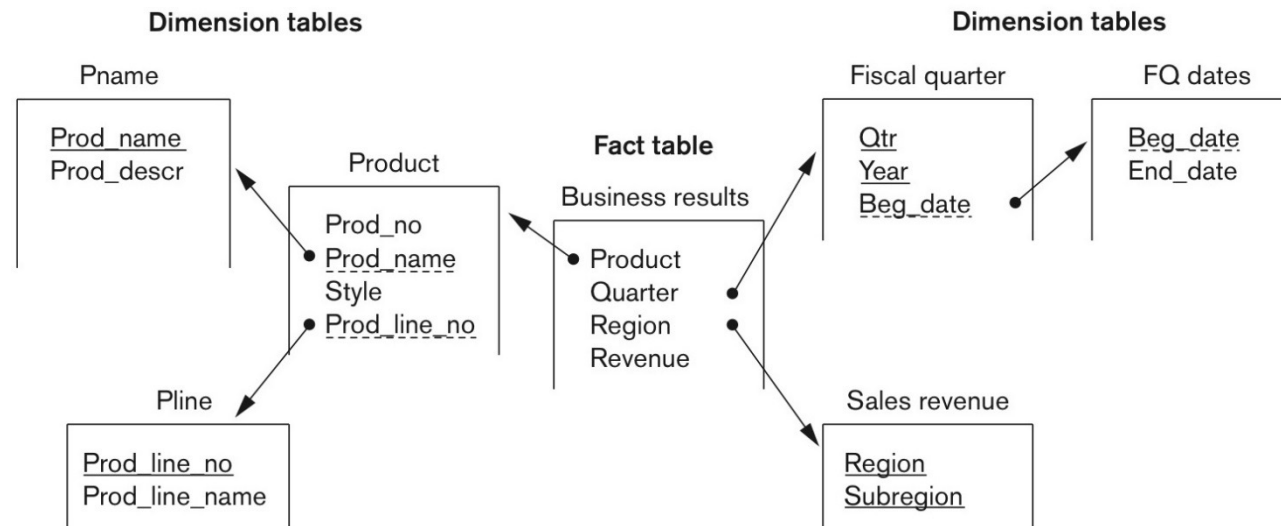 Dimension tables
Dimension tables
Pname
Prod_name
Prod_descr
Product
Prod_no
Prod_name
Style
Prod_line_no
Pline
Prod_line_no
Prod_line_name
Fact table
Business results
Product
Quarter
Region
Revenue
Fiscal quarter
Qtr
Year
Beg_date
FQ dates
Beg_date
End_date
Sales revenue
Region
Subregion